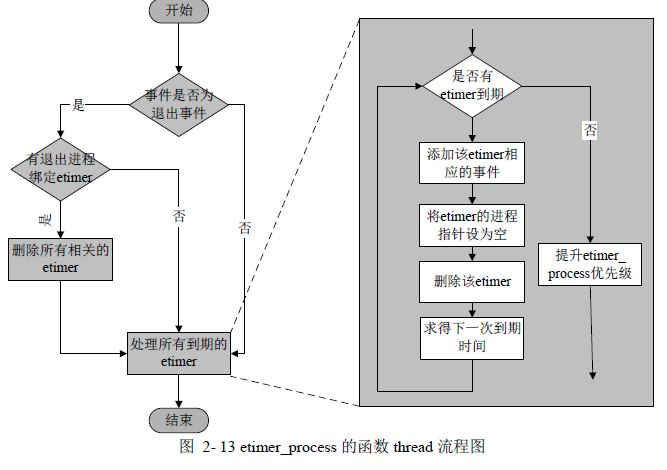 开始
事件是否为
退出事件
是
有退出进程
绑定etimer
是
否
否
删除所有相关的
etimer
处理所有到期的
etimer
结束
是否有
etimer到期
否
添加该etimer相
应的事件
将etimer的进程
指针设为空
删除该etimer
求得下一次到期
时间
提升etimer_
process优先级
图 2- 13 etimer_process 的函数 thread 流程图